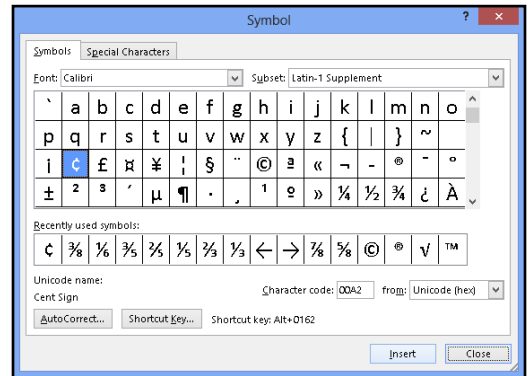 Symbol
? ×
Symbols Special Characters
Font: Calibri Subset: Latin-1 Supplement
` a b c d e f g h i j k l m n o
p q r s t u v w x y z { | } ~
¡ ¢ £ ¤ ¥ ¦ § ¨ © ª « ¬ - ® ¯ °
± ² ³ ´ µ ¶ · ¸ ¹ º » ¼ ½ ¾ ¿ À
Recently used symbols:
¢ ⅜ ⅙ ⅗ ⅖ ⅕ ⅔ ⅓ ← → ⅞ ⅝ © ® √ ™
Unicode name:
Cent Sign
Character code: 00A2 from: Unicode (hex)
AutoCorrect... Shortcut Key... Shortcut key: Alt+0162
Insert Close